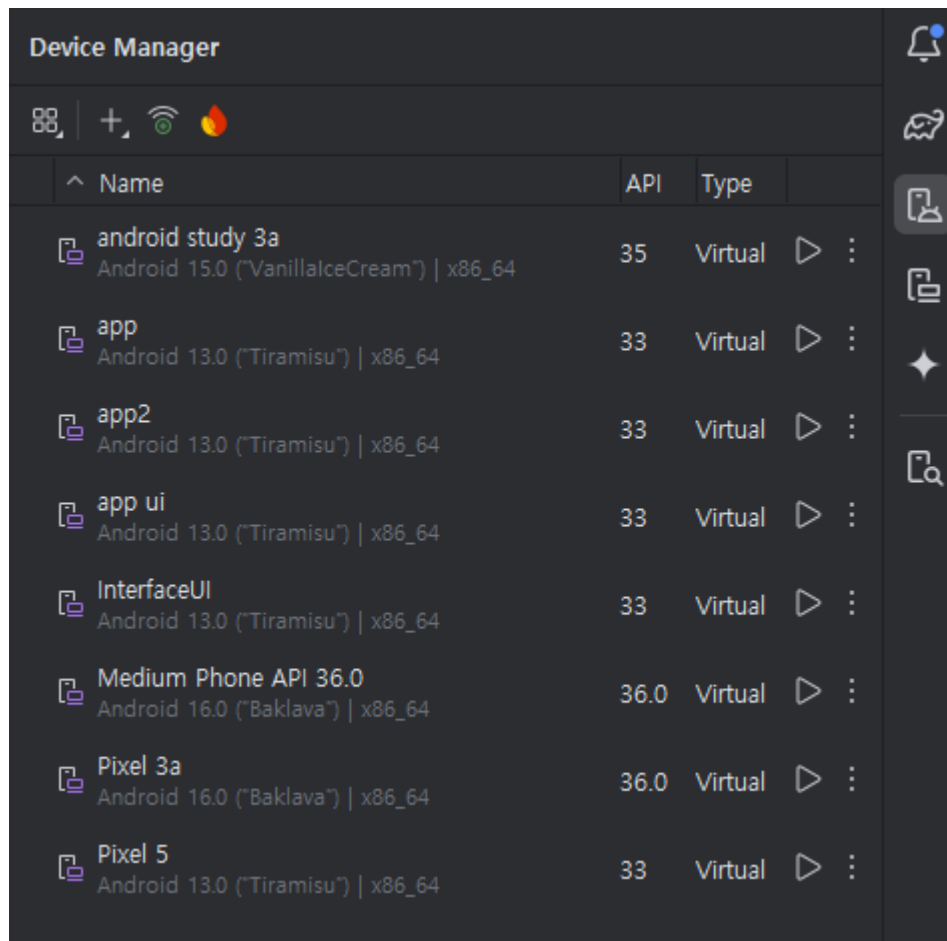 Device Manager
Name API Type
android study 3a
Android 15.0 ("VanillaIceCream") | x86_64
35 Virtual
app
Android 13.0 ("Tiramisu") | x86_64
33 Virtual
app2
Android 13.0 ("Tiramisu") | x86_64
33 Virtual
app ui
Android 13.0 ("Tiramisu") | x86_64
33 Virtual
InterfaceUI
Android 13.0 ("Tiramisu") | x86_64
33 Virtual
Medium Phone API 36.0
Android 16.0 ("Baklava") | x86_64
36.0 Virtual
Pixel 3a
Android 16.0 ("Baklava") | x86_64
36.0 Virtual
Pixel 5
Android 13.0 ("Tiramisu") | x86_64
33 Virtual